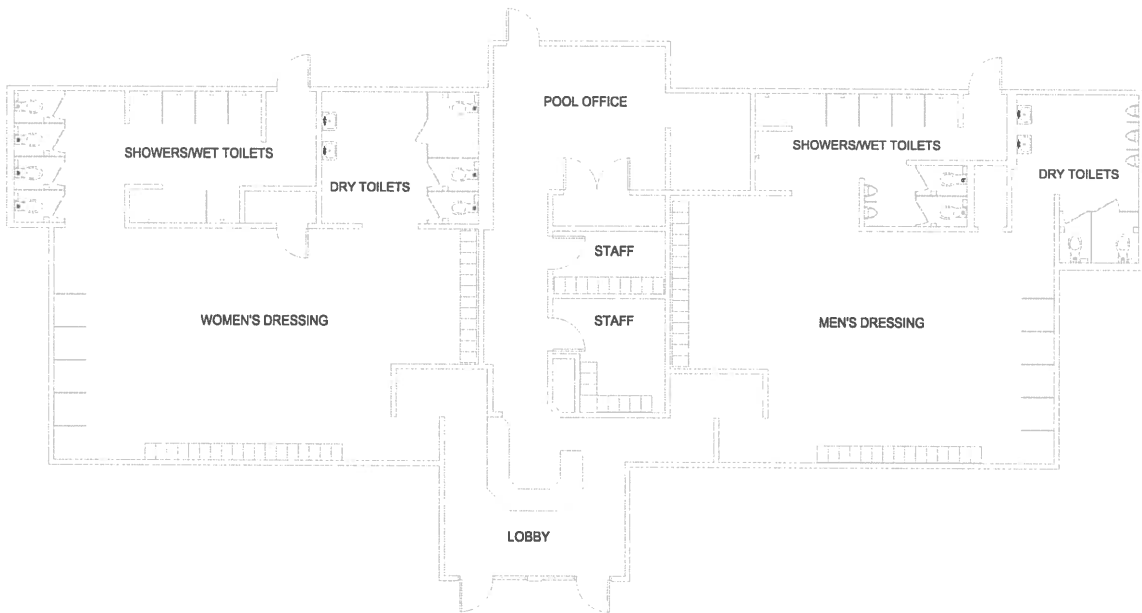 POOL OFFICE
SHOWERS/WET TOILETS
SHOWERS/WET TOILETS
DRY TOILETS
DRY TOILETS
STAFF
WOMEN'S DRESSING
STAFF
MEN'S DRESSING
LOBBY